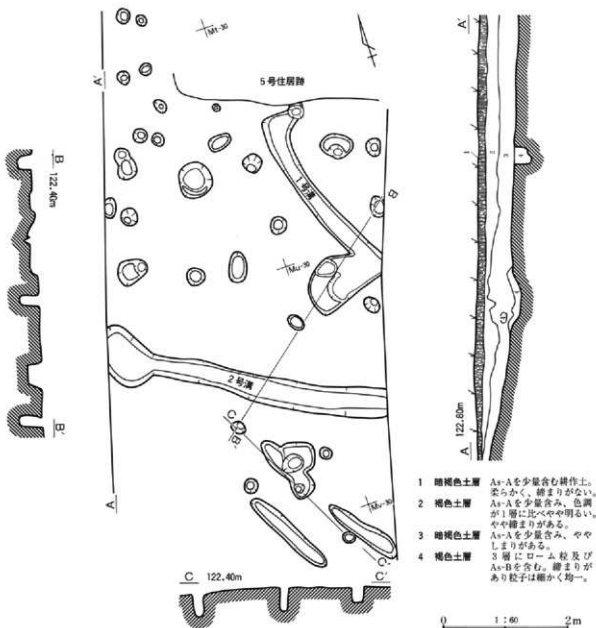 Mt-30
5号住居跡
A′
A′
B
122.40m
1号溝
B
Mu-30
2号溝
C
B′
B′
A
122.80m
A
C′
C 122.40m C′
1 暗褐色土層 As-Aを少量含む耕作土。
柔らかく、締まりがない。
2 褐色土層 As-Aを少量含み、色調
が1層に比べやや明るい。
やや締まりがある。
3 暗褐色土層 As-Aを少量含み、やや
しまりがある。
4 褐色土層 3層にローム粒及び
As-Bを含む。締まりが
あり粒子は細かく均一。
0 1:60 2m